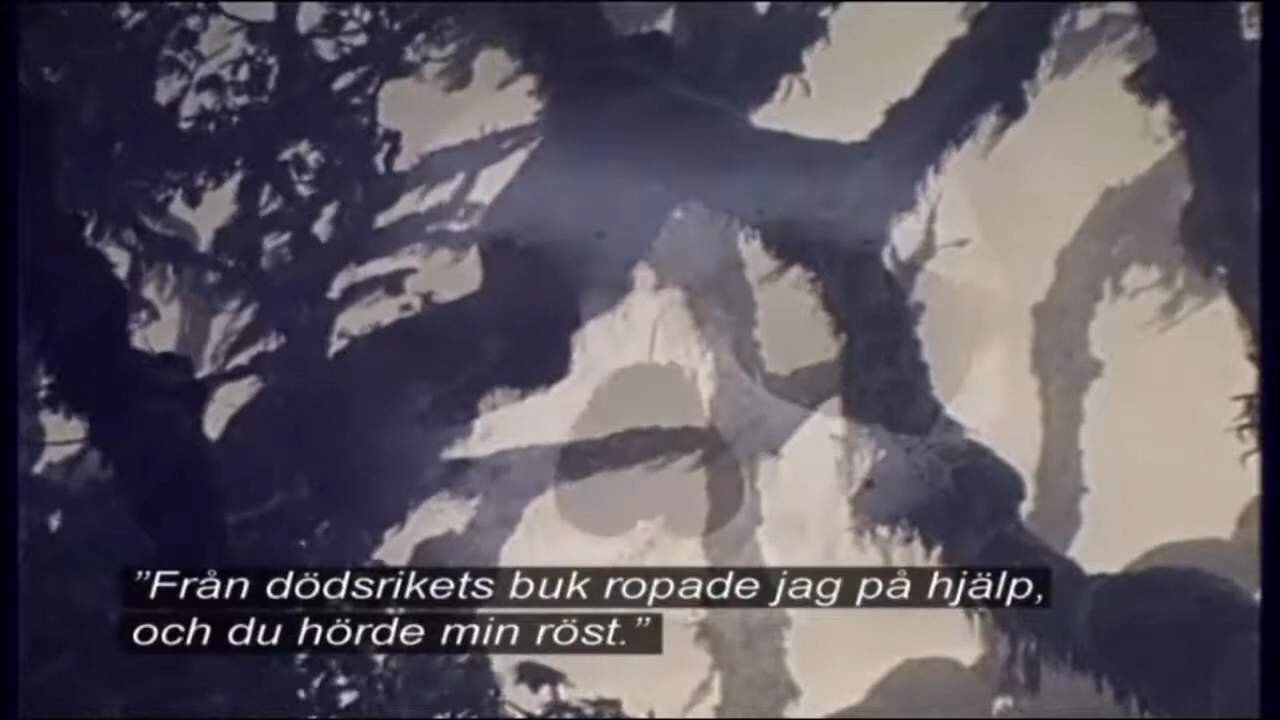 ”Från dödsrikets buk ropade jag på hjälp,
och du hörde min röst.”